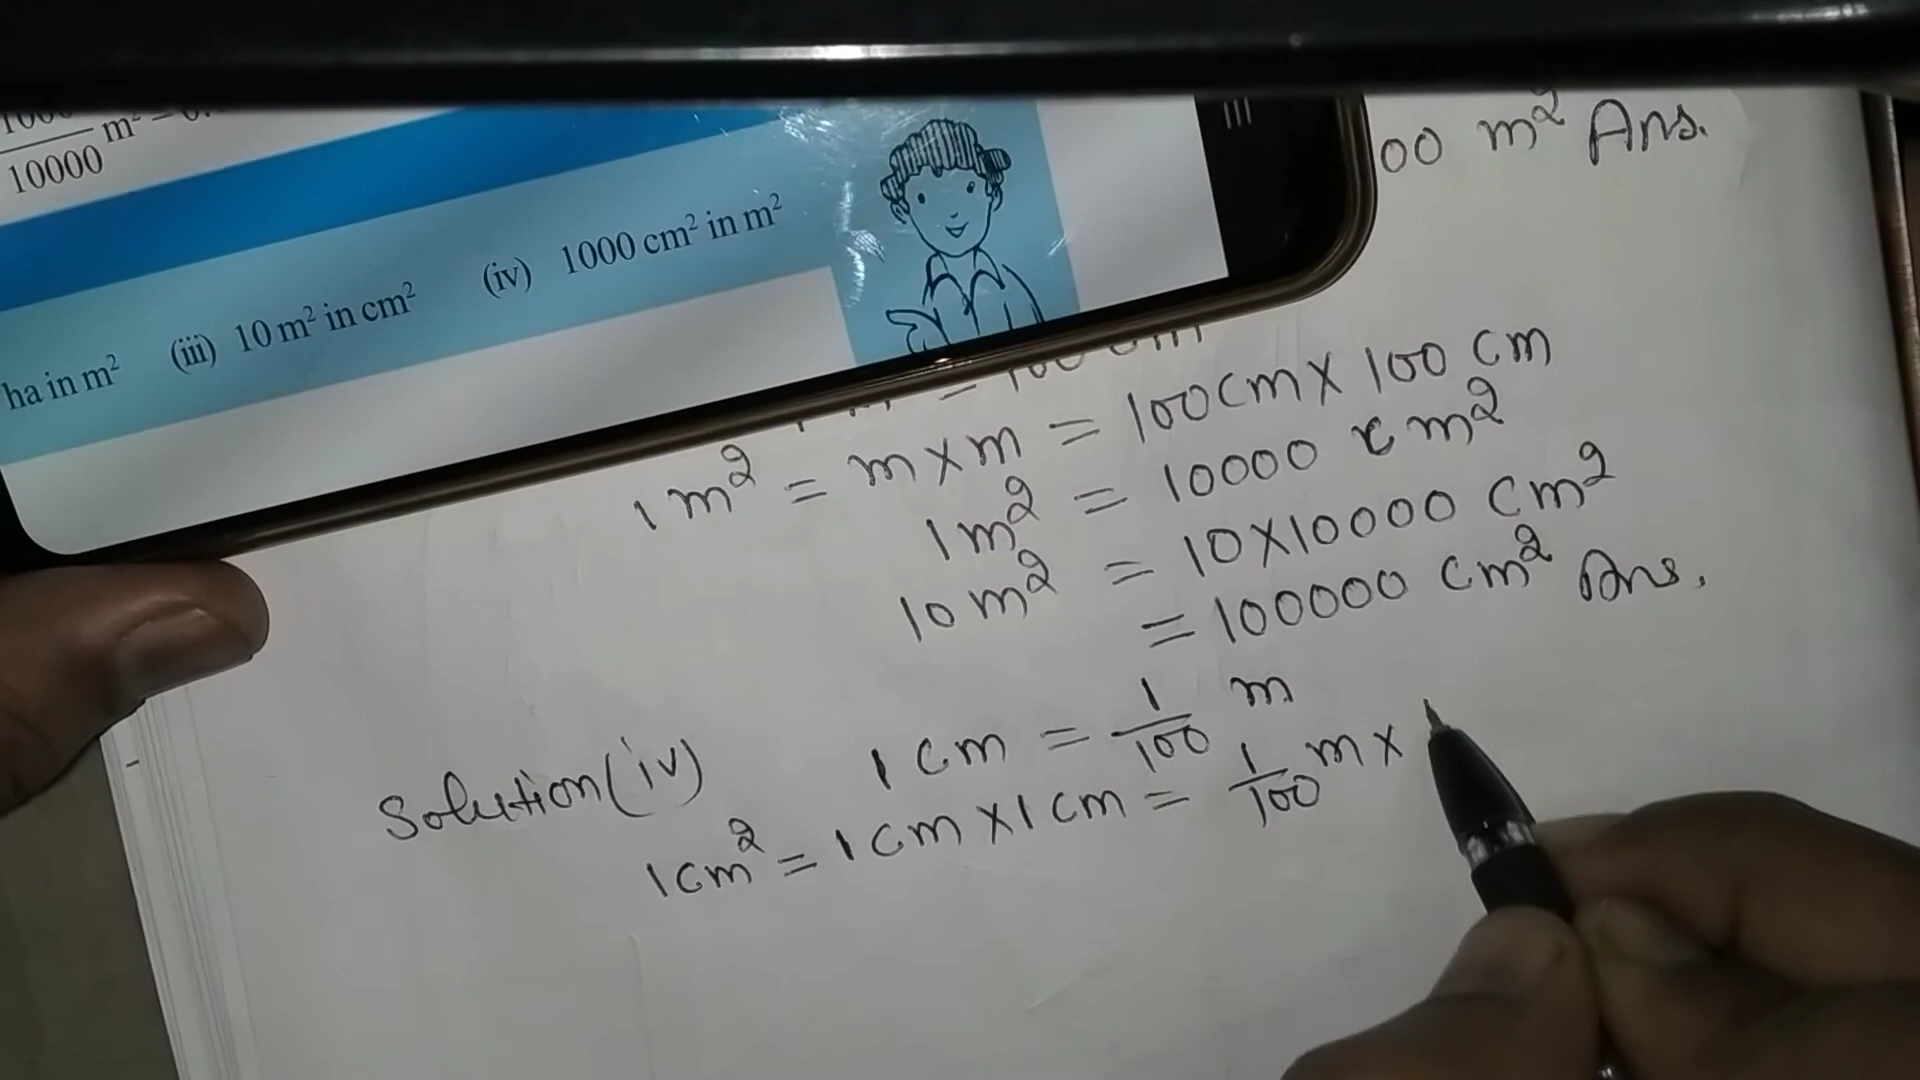 10000 m²
ha in m² (iii) 10 m² in cm² (iv) 1000 cm² in m²
00 m² Ans.
1 m² = m × m = 100 cm × 100 cm
1 m² = 10000 cm²
10 m² = 10×10000 cm²
= 100000 cm² Ans.
Solution (iv) 1 cm = 1/100 m
1 cm² = 1 cm × 1 cm = 1/100 m ×